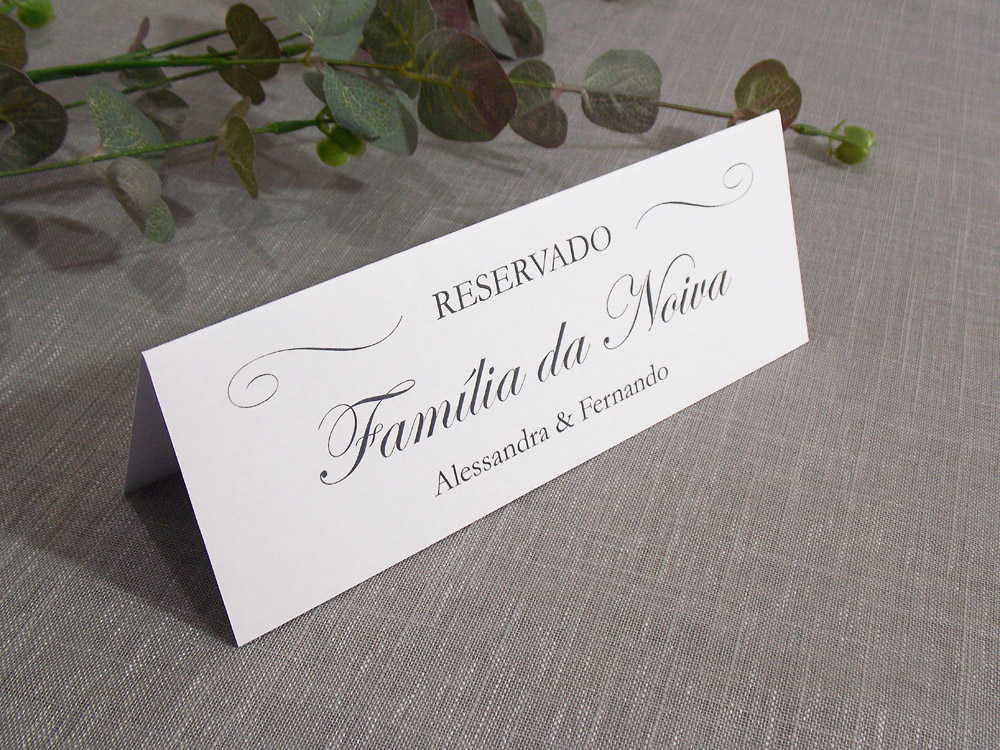 RESERVADO
Família da Noiva
Alessandra & Fernando